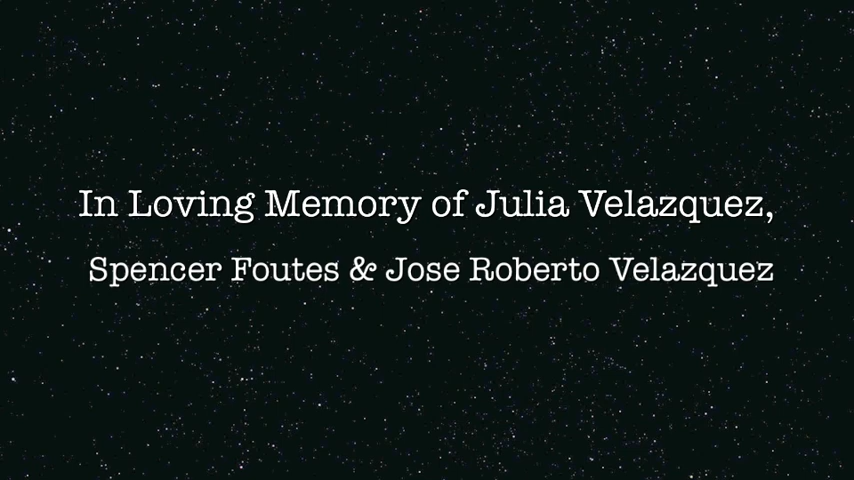 In Loving Memory of Julia Velazquez,
Spencer Foutes & Jose Roberto Velazquez